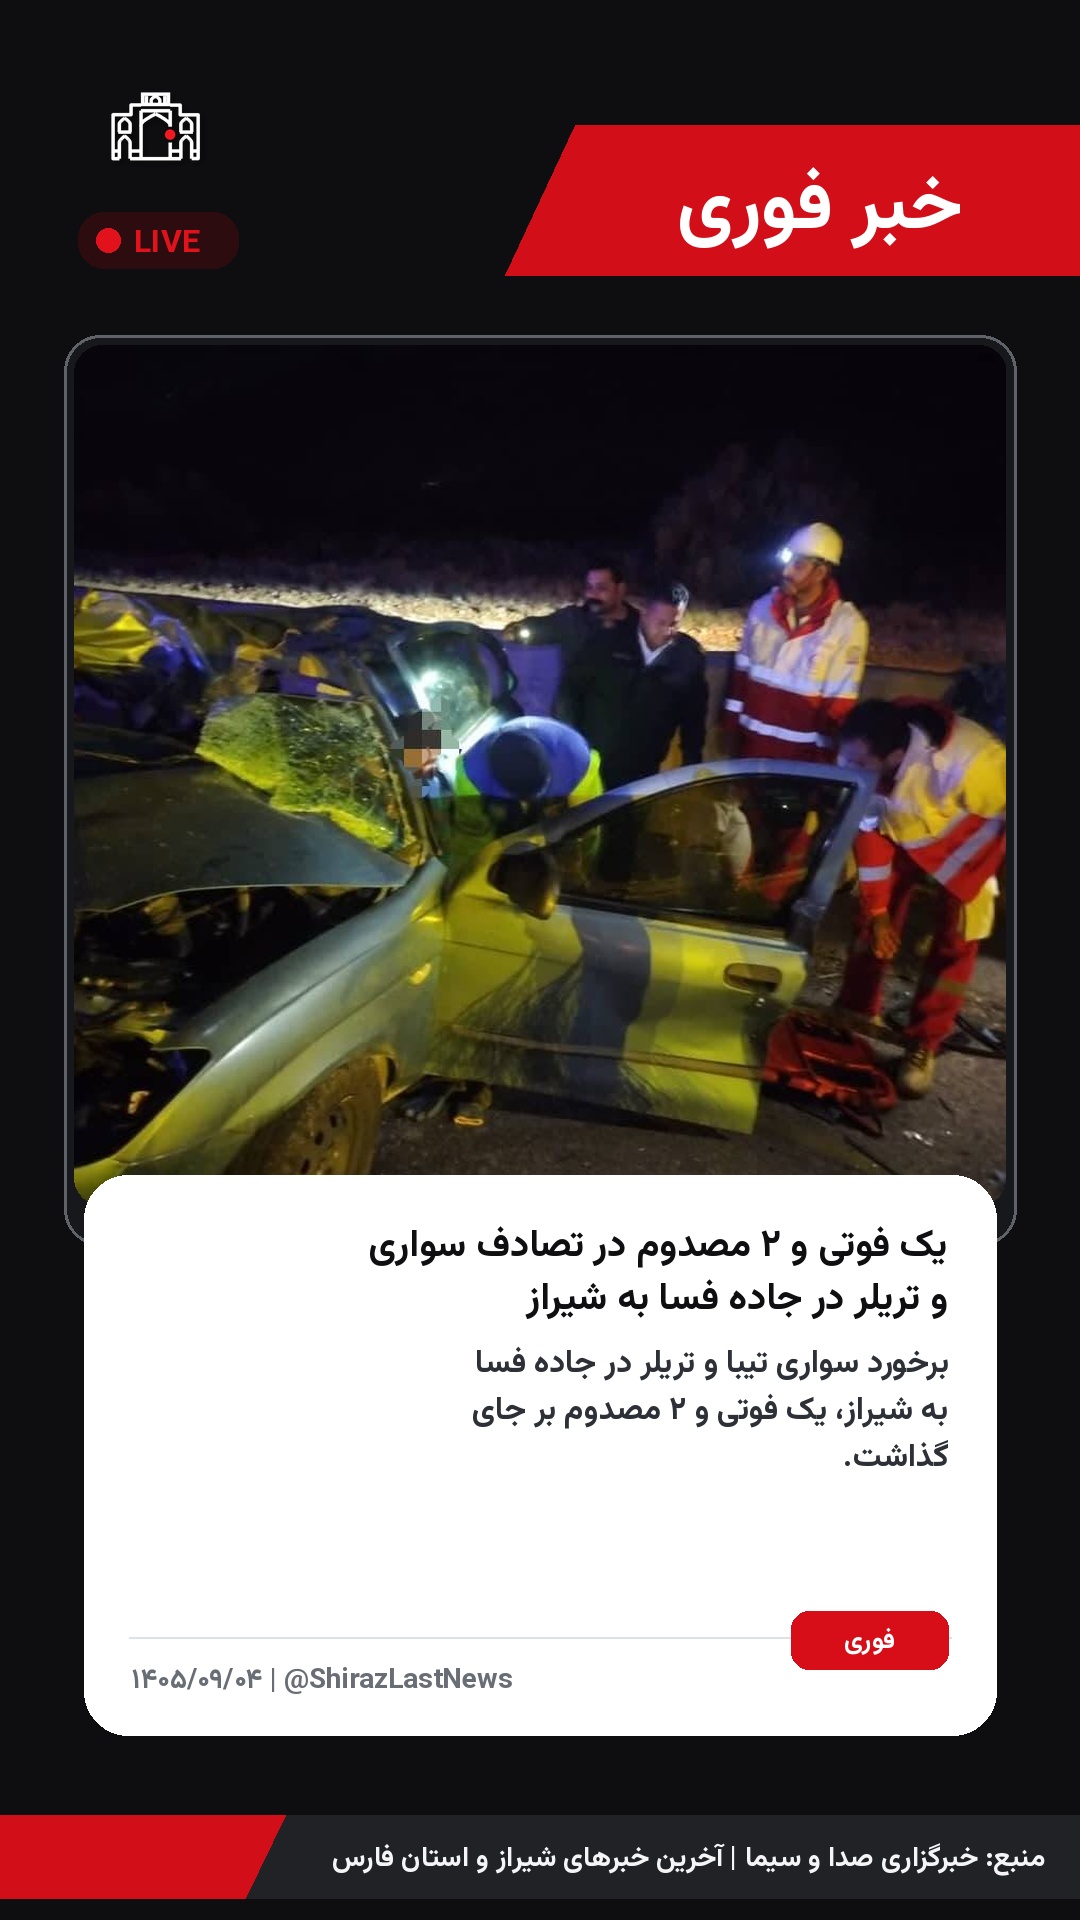 خبر فوری
LIVE
یک فوتی و ۲ مصدوم در تصادف سواری
و تریلر در جاده فسا به شیراز
برخورد سواری تیبا و تریلر در جاده فسا
به شیراز، یک فوتی و ۲ مصدوم بر جای
گذاشت.
فوری
۱۴۰۵/۰۹/۰۴ | @ShirazLastNews
منبع: خبرگزاری صدا و سیما | آخرین خبرهای شیراز و استان فارس